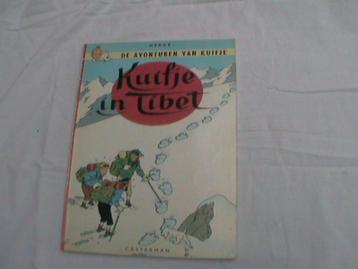 HERGÉ
DE AVONTUREN VAN KUIFJE
Kuifje
in Tibet
CASTERMAN